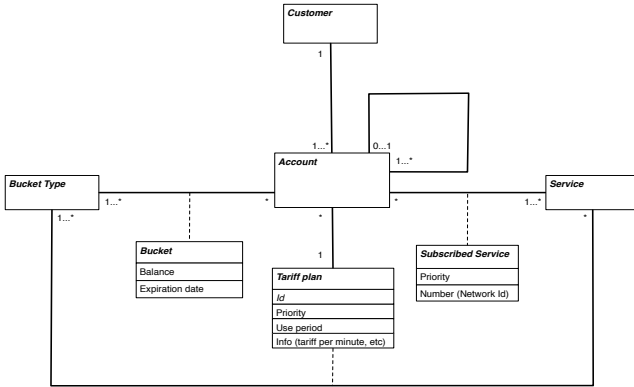 Customer
1
1...*
0...1
1...*
Account
Bucket Type
Service
1...*
*
*
1...*
1...*
*
*
Bucket
Balance
Expiration date
1
Subscribed Service
Priority
Number (Network Id)
Tariff plan
Id
Priority
Use period
Info (tariff per minute, etc)